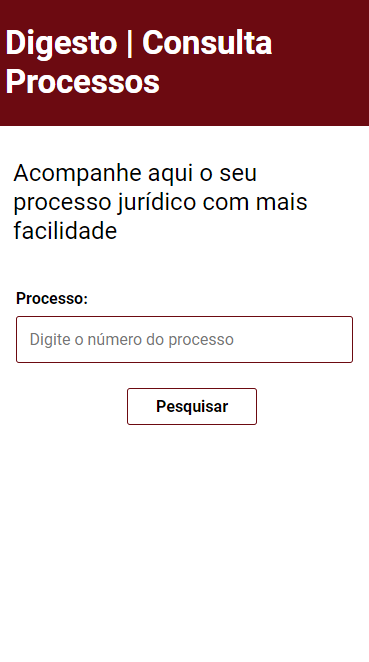 Digesto | Consulta
Processos
Acompanhe aqui o seu
processo jurídico com mais
facilidade
Processo:
Digite o número do processo
Pesquisar